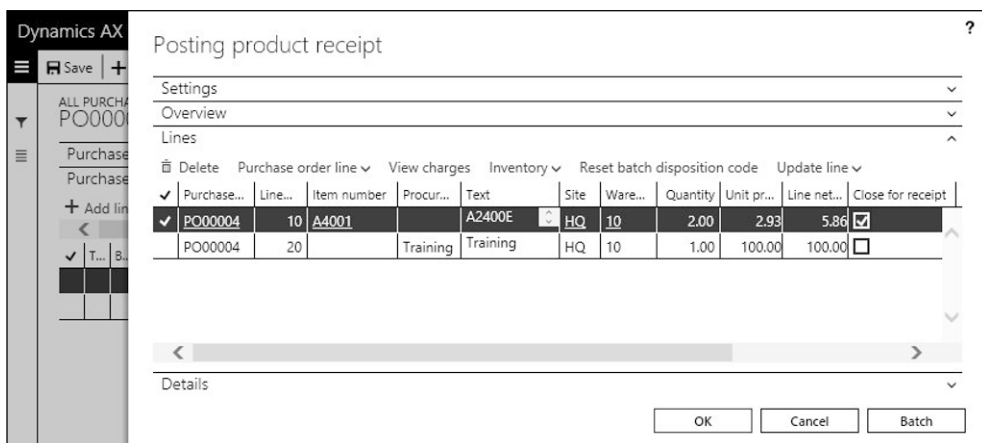 Dynamics AX
Save
ALL PURCHA
PO0000
Purchase
Purchase
+ Add lin
T... B...
?
Posting product receipt
Settings
Overview
Lines
Delete Purchase order line View charges Inventory Reset batch disposition code Update line
Purchase... Line... Item number Procur... Text Site Ware... Quantity Unit pr... Line net... Close for receipt
PO00004 10 A4001 A2400E HQ 10 2.00 2.93 5.86
PO00004 20 Training Training HQ 10 1.00 100.00 100.00
Details
OK Cancel Batch